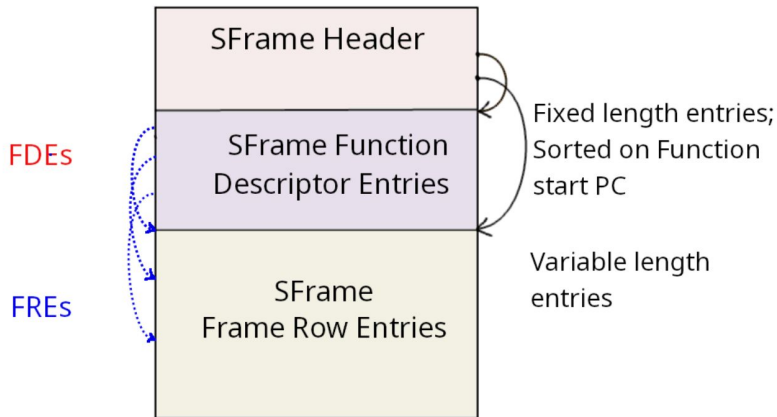 SFrame Header
FDEs
SFrame Function
Descriptor Entries
Fixed length entries;
Sorted on Function
start PC
FREs
SFrame
Frame Row Entries
Variable length
entries